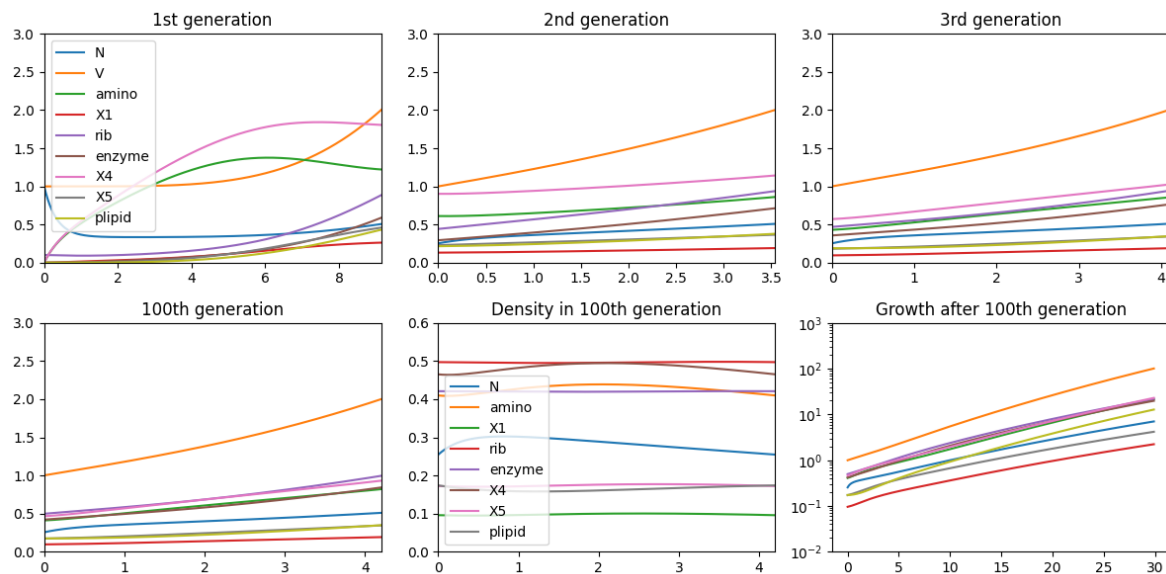 1st generation
3.0
2.5
2.0
1.5
1.0
0.5
0.0
N
V
amino
X1
rib
enzyme
X4
X5
plipid
0 2 4 6 8
2nd generation
3.0
2.5
2.0
1.5
1.0
0.5
0.0
0.0 0.5 1.0 1.5 2.0 2.5 3.0 3.5
3rd generation
3.0
2.5
2.0
1.5
1.0
0.5
0.0
0 1 2 3 4
100th generation
3.0
2.5
2.0
1.5
1.0
0.5
0.0
0 1 2 3 4
Density in 100th generation
0.6
0.5
0.4
0.3
0.2
0.1
0.0
N
amino
X1
rib
enzyme
X4
X5
plipid
0 1 2 3 4
Growth after 100th generation
10³
10²
10¹
10⁰
10⁻¹
10⁻²
0 5 10 15 20 25 30